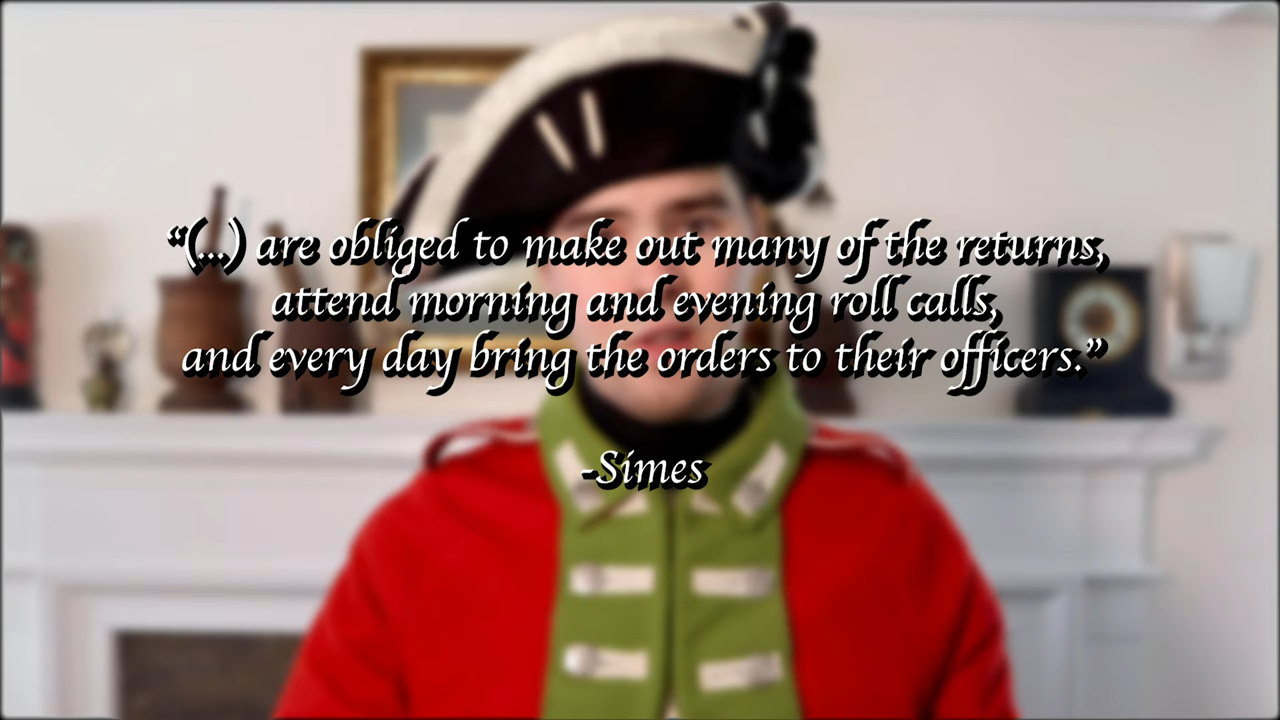 “(...) are obliged to make out many of the returns,
attend morning and evening roll calls,
and every day bring the orders to their officers.”
-Simes